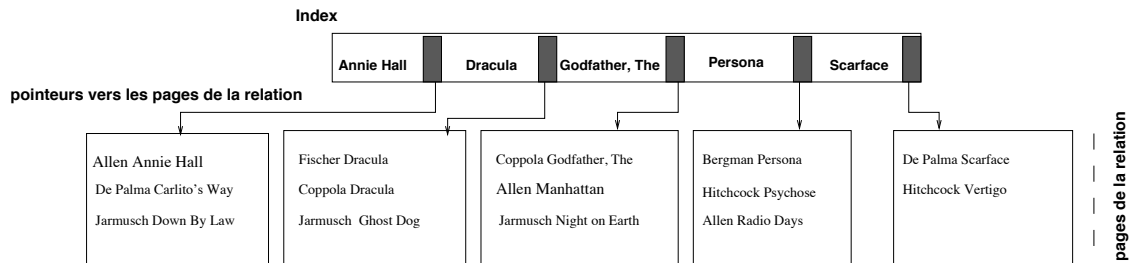 Index
Annie Hall
Dracula
Godfather, The
Persona
Scarface
pointeurs vers les pages de la relation
Allen Annie Hall
De Palma Carlito's Way
Jarmusch Down By Law
Fischer Dracula
Coppola Dracula
Jarmusch Ghost Dog
Coppola Godfather, The
Allen Manhattan
Jarmusch Night on Earth
Bergman Persona
Hitchcock Psychose
Allen Radio Days
De Palma Scarface
Hitchcock Vertigo
pages de la relation